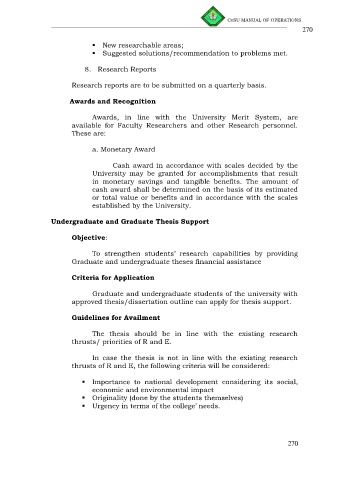 CvSU MANUAL OF OPERATIONS
270
▪ New researchable areas;
▪ Suggested solutions/recommendation to problems met.
8. Research Reports
Research reports are to be submitted on a quarterly basis.
Awards and Recognition
Awards, in line with the University Merit System, are
available for Faculty Researchers and other Research personnel.
These are:
a. Monetary Award
Cash award in accordance with scales decided by the
University may be granted for accomplishments that result
in monetary savings and tangible benefits. The amount of
cash award shall be determined on the basis of its estimated
or total value or benefits and in accordance with the scales
established by the University.
Undergraduate and Graduate Thesis Support
Objective:
To strengthen students' research capabilities by providing
Graduate and undergraduate theses financial assistance
Criteria for Application
Graduate and undergraduate students of the university with
approved thesis/dissertation outline can apply for thesis support.
Guidelines for Availment
The thesis should be in line with the existing research
thrusts/ priorities of R and E.
In case the thesis is not in line with the existing research
thrusts of R and E, the following criteria will be considered:
▪ Importance to national development considering its social,
economic and environmental impact
▪ Originality (done by the students themselves)
▪ Urgency in terms of the college' needs.
270